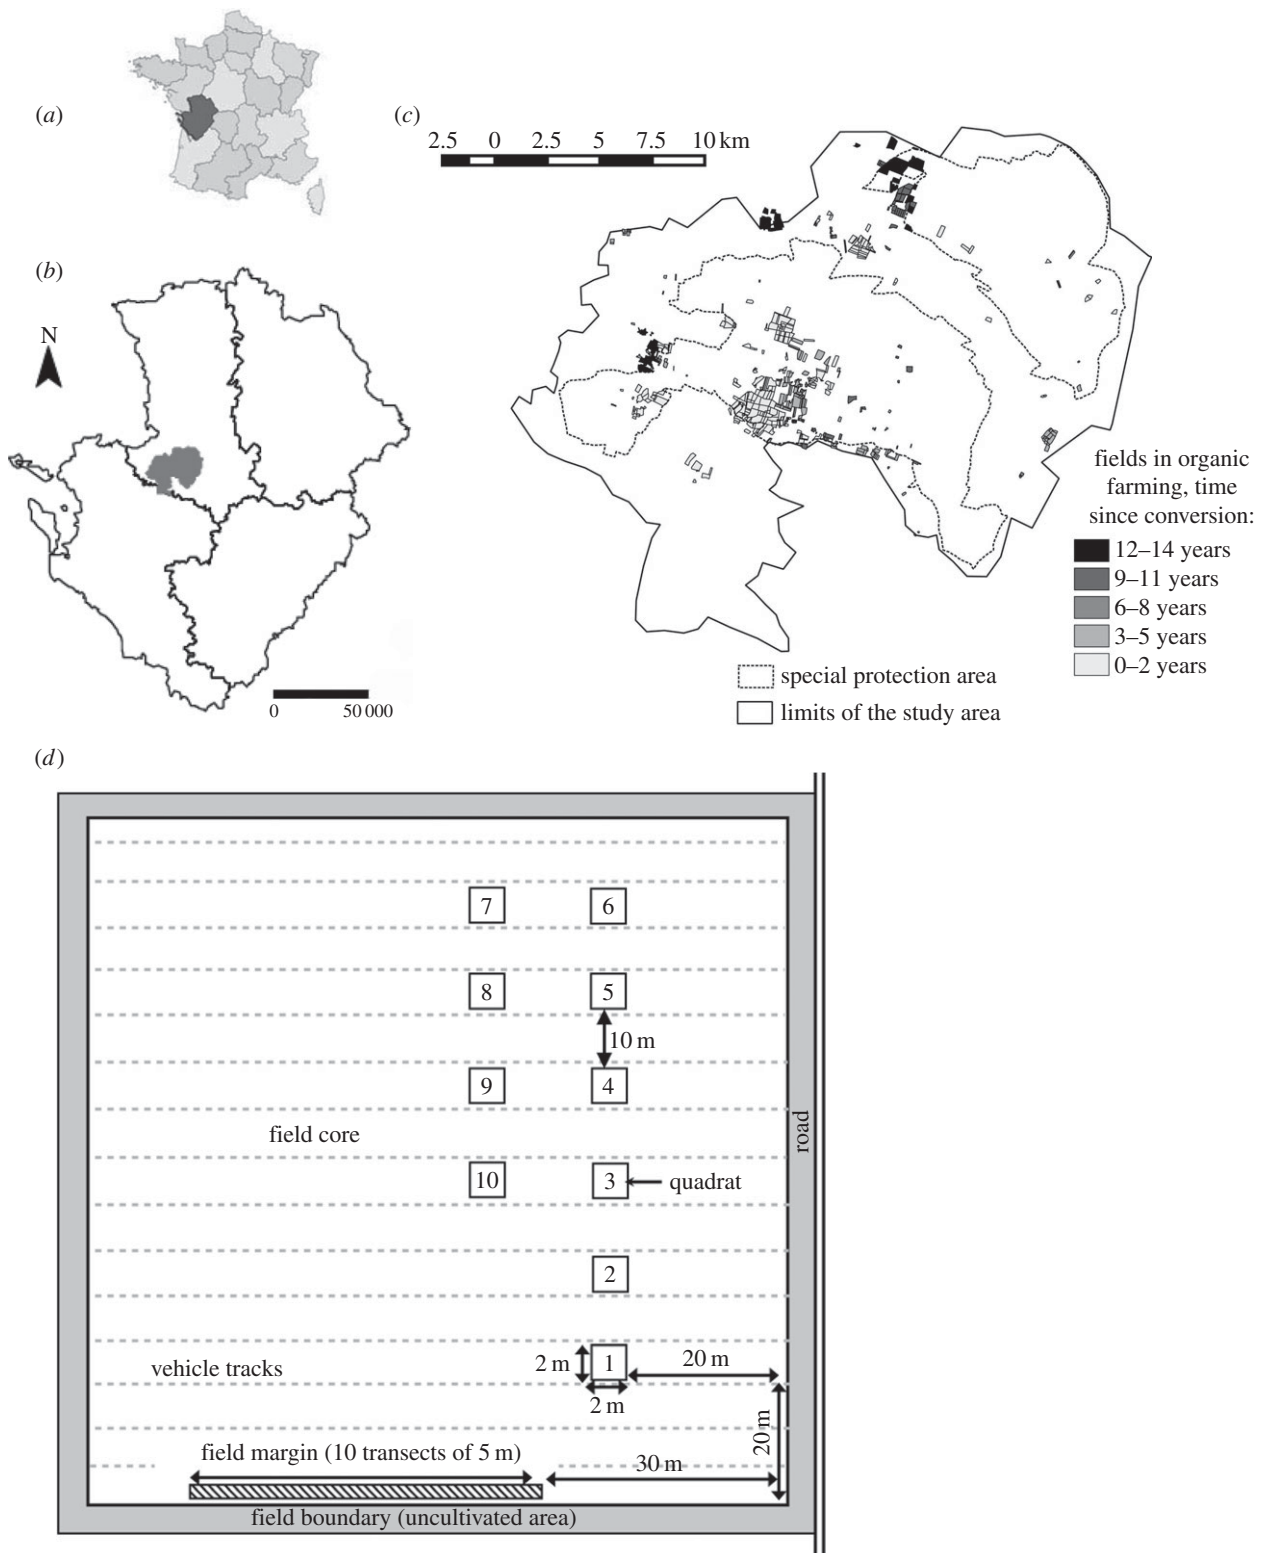 (a)
(c)
2.5 0 2.5 5 7.5 10 km
(b)
N
0 50 000
fields in organic
farming, time
since conversion:
12–14 years
9–11 years
6–8 years
3–5 years
0–2 years
special protection area
limits of the study area
(d)
7 6
8 5
10 m
9 4
field core
road
10 3 quadrat
2
2 m 1 20 m
vehicle tracks
2 m
20 m
field margin (10 transects of 5 m)
30 m
field boundary (uncultivated area)